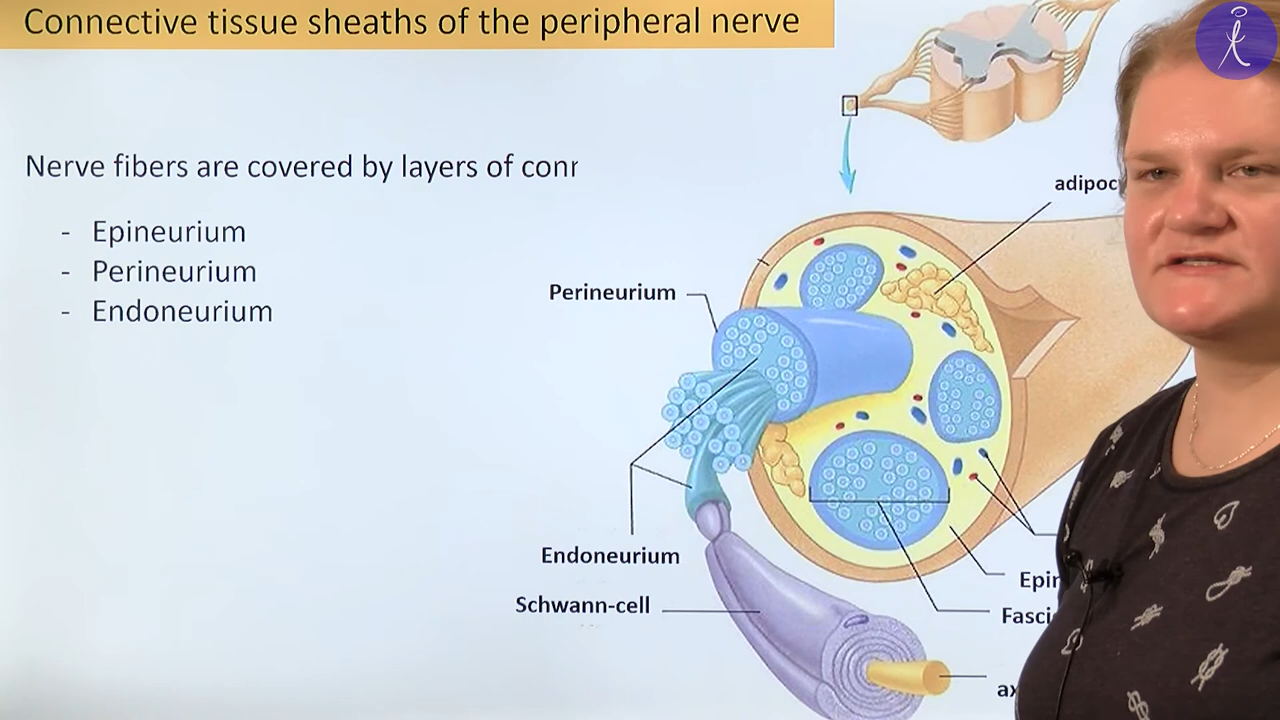 Connective tissue sheaths of the peripheral nerve
Nerve fibers are covered by layers of conr
- Epineurium
- Perineurium
- Endoneurium
adipoc
Perineurium
Endoneurium
Epin
Schwann-cell
Fasci
ax